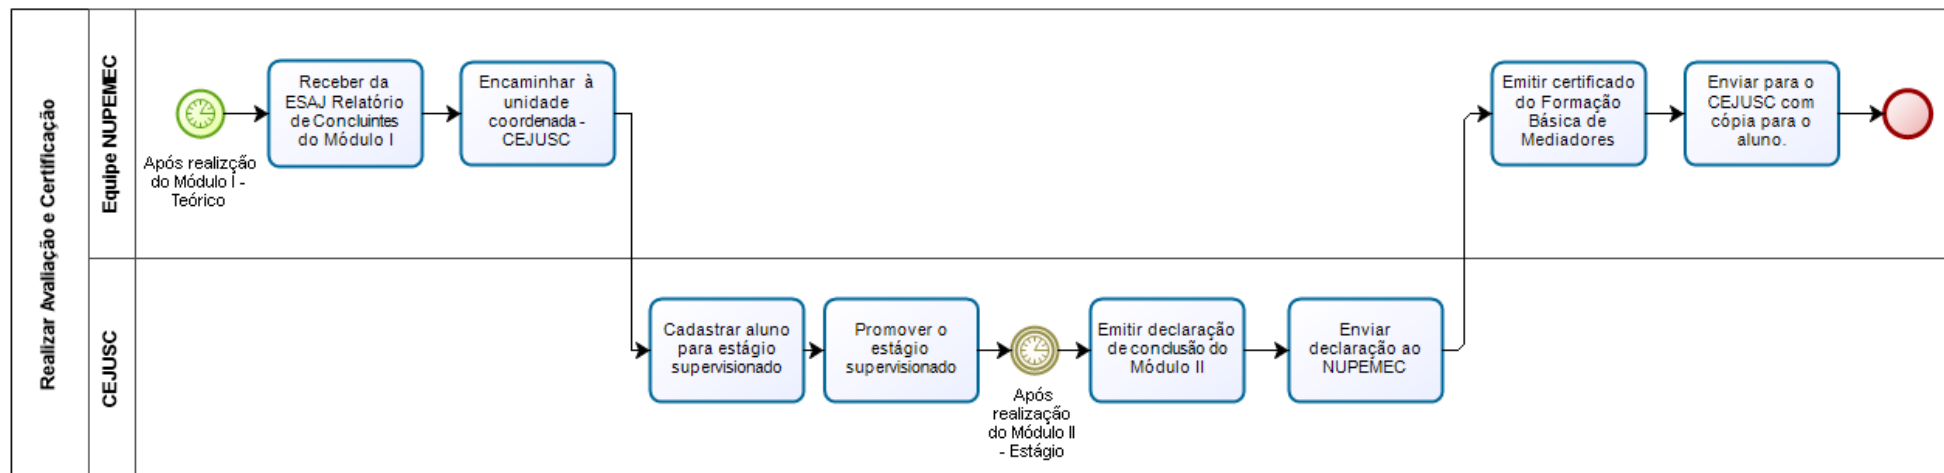 Realizar Avaliação e Certificação
Equipe NUPEMEC
Após realizção
do Módulo I -
Teórico
Receber da
ESAJ Relatório
de Concluintes
do Módulo I
Encaminhar à
unidade
coordenada -
CEJUSC
Emitir certificado
do Formação
Básica de
Mediadores
Enviar para o
CEJUSC com
cópia para o
aluno.
CEJUSC
Cadastrar aluno
para estágio
supervisionado
Promover o
estágio
supervisionado
Após
realização
do Módulo II
- Estágio
Emitir declaração
de conclusão do
Módulo II
Enviar
declaração ao
NUPEMEC